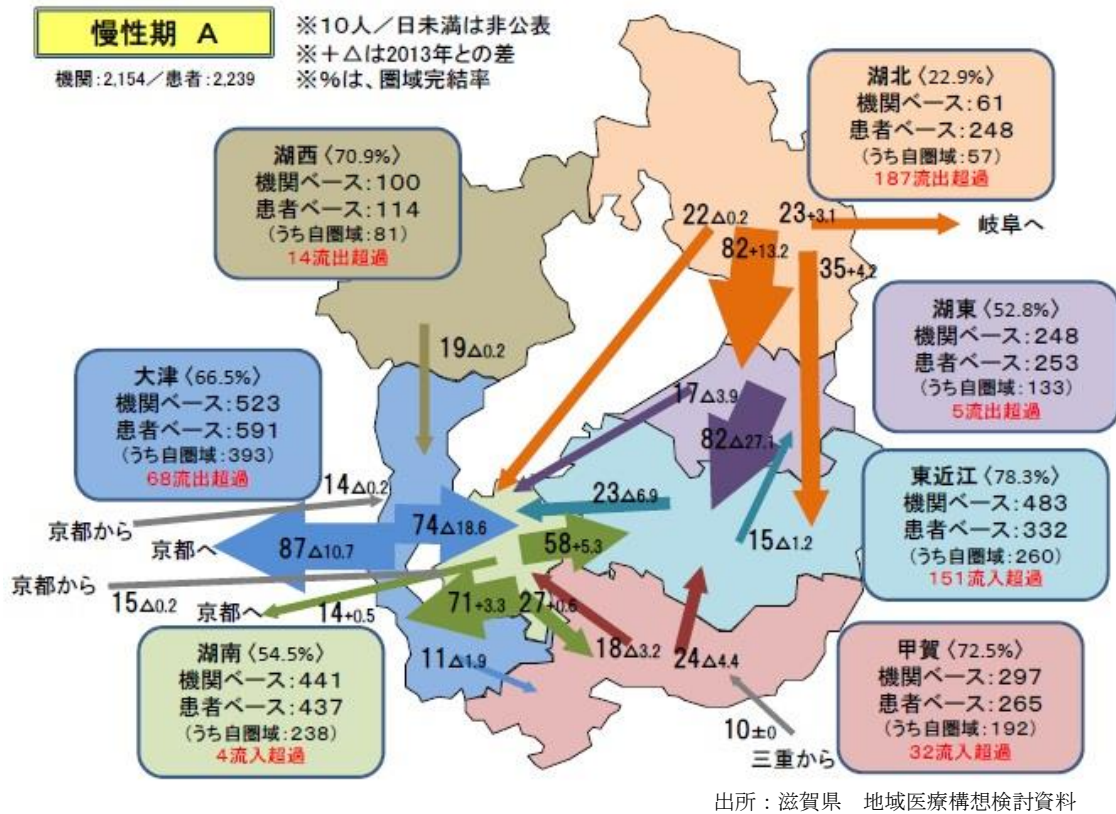 慢性期 A
機関:2,154/患者:2,239
※10人/日未満は非公表
※+△は2013年との差
※%は、圏域完結率
湖北〈22.9%〉
機関ベース:61
患者ベース:248
(うち自圏域:57)
187流出超過
湖西〈70.9%〉
機関ベース:100
患者ベース:114
(うち自圏域:81)
14流出超過
22△0.2
23+3.1
岐阜へ
82+13.2
35+4.2
湖東〈52.8%〉
機関ベース:248
患者ベース:253
(うち自圏域:133)
5流出超過
19△0.2
大津〈66.5%〉
機関ベース:523
患者ベース:591
(うち自圏域:393)
68流出超過
17△3.9
82△27.1
東近江〈78.3%〉
機関ベース:483
患者ベース:332
(うち自圏域:260)
151流入超過
14△0.2
京都から
23△6.9
74△18.6
京都へ
87△10.7
58+5.3
15△1.2
京都から
15△0.2
京都へ
14+0.5
71+3.3
27+0.6
18△3.2
24△4.4
11△1.9
湖南〈54.5%〉
機関ベース:441
患者ベース:437
(うち自圏域:238)
4流入超過
甲賀〈72.5%〉
機関ベース:297
患者ベース:265
(うち自圏域:192)
32流入超過
10±0
三重から
出所:滋賀県 地域医療構想検討資料